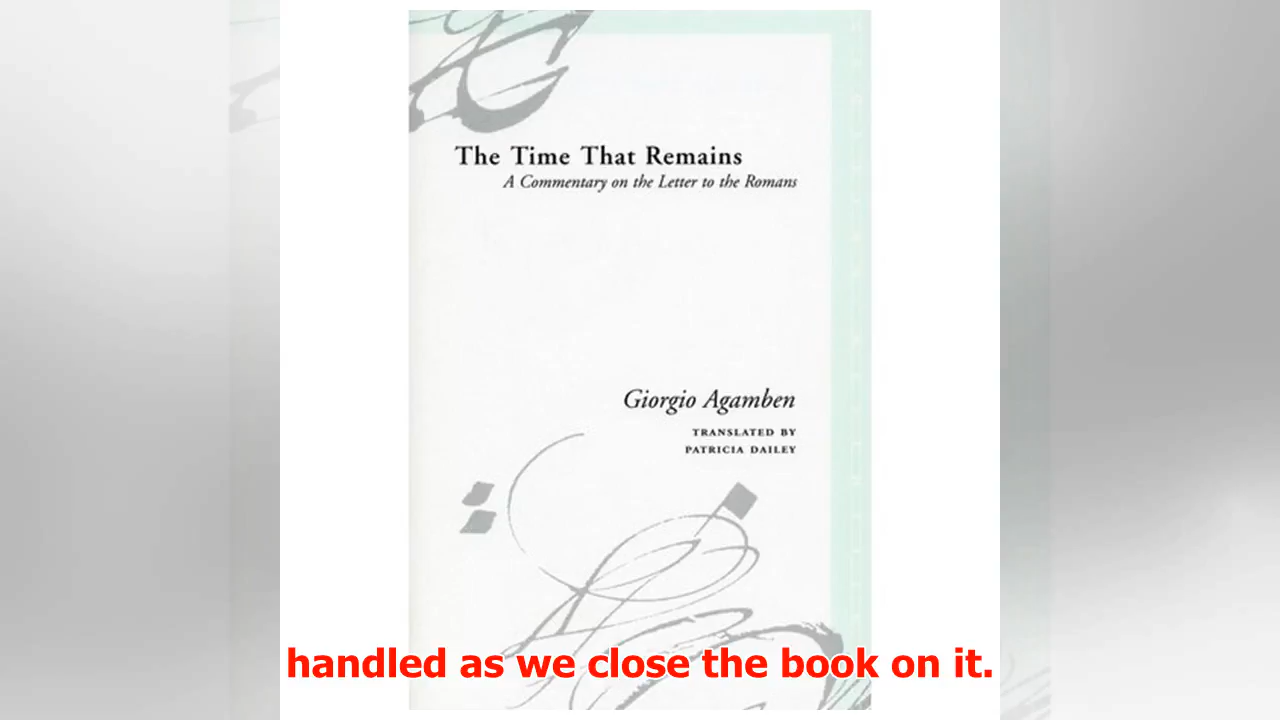 The Time That Remains
A Commentary on the Letter to the Romans
Giorgio Agamben
TRANSLATED BY
PATRICIA DAILEY
handled as we close the book on it.